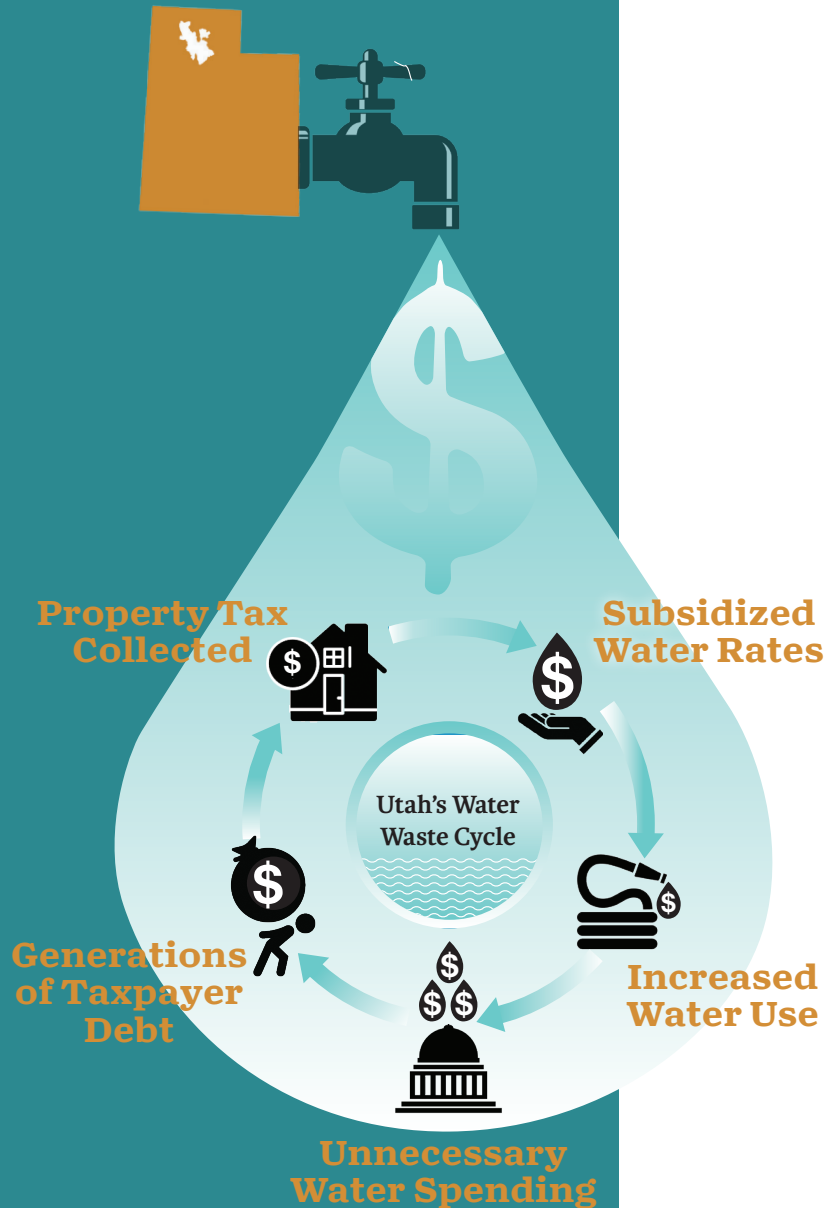 $
Property Tax
Collected
$
Subsidized
Water Rates
$
Utah's Water
Waste Cycle
$
Generations
of Taxpayer
Debt
$
Increased
Water Use
$
$ $
Unnecessary
Water Spending